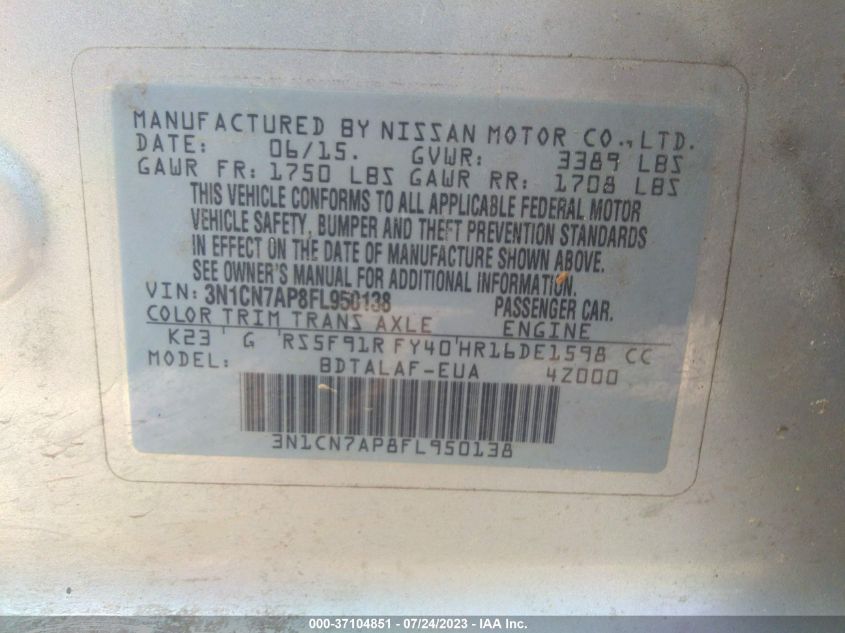 MANUFACTURED BY NISSAN MOTOR CO., LTD.
DATE: 06/15. GVWR: 3389 LBS
GAWR FR: 1750 LBS GAWR RR: 1708 LBS
THIS VEHICLE CONFORMS TO ALL APPLICABLE FEDERAL MOTOR
VEHICLE SAFETY, BUMPER AND THEFT PREVENTION STANDARDS
IN EFFECT ON THE DATE OF MANUFACTURE SHOWN ABOVE.
SEE OWNER'S MANUAL FOR ADDITIONAL INFORMATION.
VIN: 3N1CN7AP8FL950138 PASSENGER CAR.
COLOR TRIM TRANS AXLE ENGINE
K23 ' G ' RS5F91R FY40 ' HR16DE1598 CC
MODEL: BDTALAF-EUA 4Z000
3N1CN7AP8FL950138
000-37104851 - 07/24/2023 - IAA Inc.